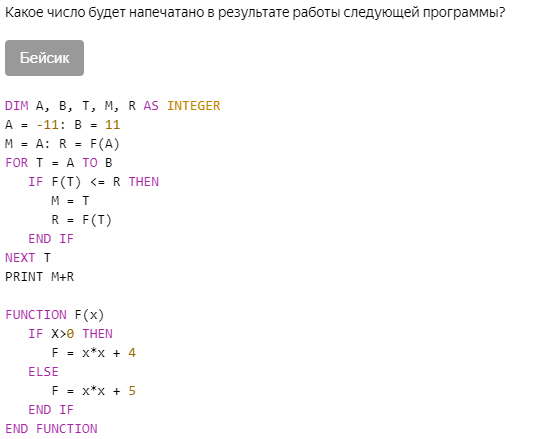 Какое число будет напечатано в результате работы следующей программы?
Бейсик
DIM A, B, T, M, R AS INTEGER
A = -11: B = 11
M = A: R = F(A)
FOR T = A TO B
   IF F(T) <= R THEN
      M = T
      R = F(T)
   END IF
NEXT T
PRINT M+R

FUNCTION F(x)
   IF X>0 THEN
      F = x*x + 4
   ELSE
      F = x*x + 5
   END IF
END FUNCTION